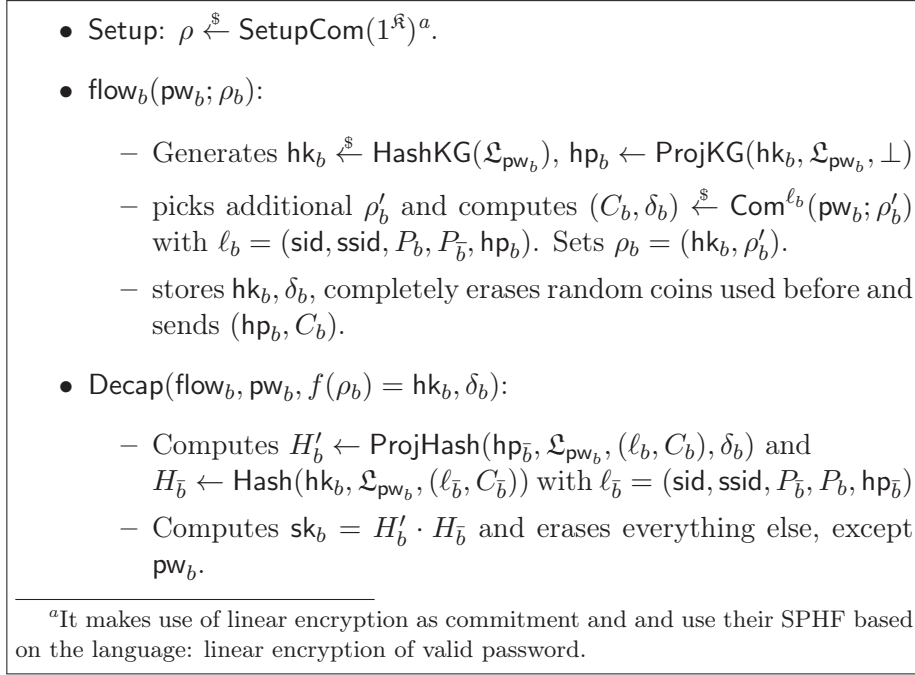 • Setup: ρ ←$ SetupCom(1^𝔎)^a.
• flow_b(pw_b; ρ_b):
– Generates hk_b ←$ HashKG(𝔏_{pw_b}), hp_b ← ProjKG(hk_b, 𝔏_{pw_b}, ⊥)
– picks additional ρ′_b and computes (C_b, δ_b) ←$ Com^{ℓ_b}(pw_b; ρ′_b)
with ℓ_b = (sid, ssid, P_b, P_{b̄}, hp_b). Sets ρ_b = (hk_b, ρ′_b).
– stores hk_b, δ_b, completely erases random coins used before and
sends (hp_b, C_b).
• Decap(flow_b, pw_b, f(ρ_b) = hk_b, δ_b):
– Computes H′_b ← ProjHash(hp_{b̄}, 𝔏_{pw_b}, (ℓ_b, C_b), δ_b) and
H_{b̄} ← Hash(hk_b, 𝔏_{pw_b}, (ℓ_{b̄}, C_{b̄})) with ℓ_{b̄} = (sid, ssid, P_{b̄}, P_b, hp_{b̄})
– Computes sk_b = H′_b · H_{b̄} and erases everything else, except
pw_b.
^a It makes use of linear encryption as commitment and and use their SPHF based
on the language: linear encryption of valid password.